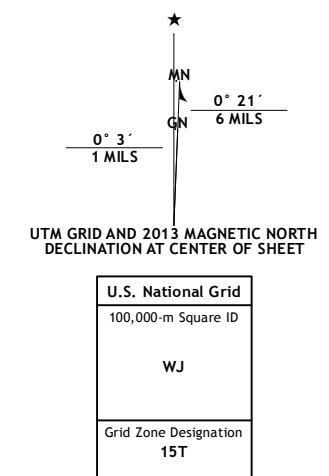 ★
MN
0° 21´
6 MILS
GN
0° 3´
1 MILS
UTM GRID AND 2013 MAGNETIC NORTH
DECLINATION AT CENTER OF SHEET
U.S. National Grid
100,000-m Square ID
WJ
Grid Zone Designation
15T